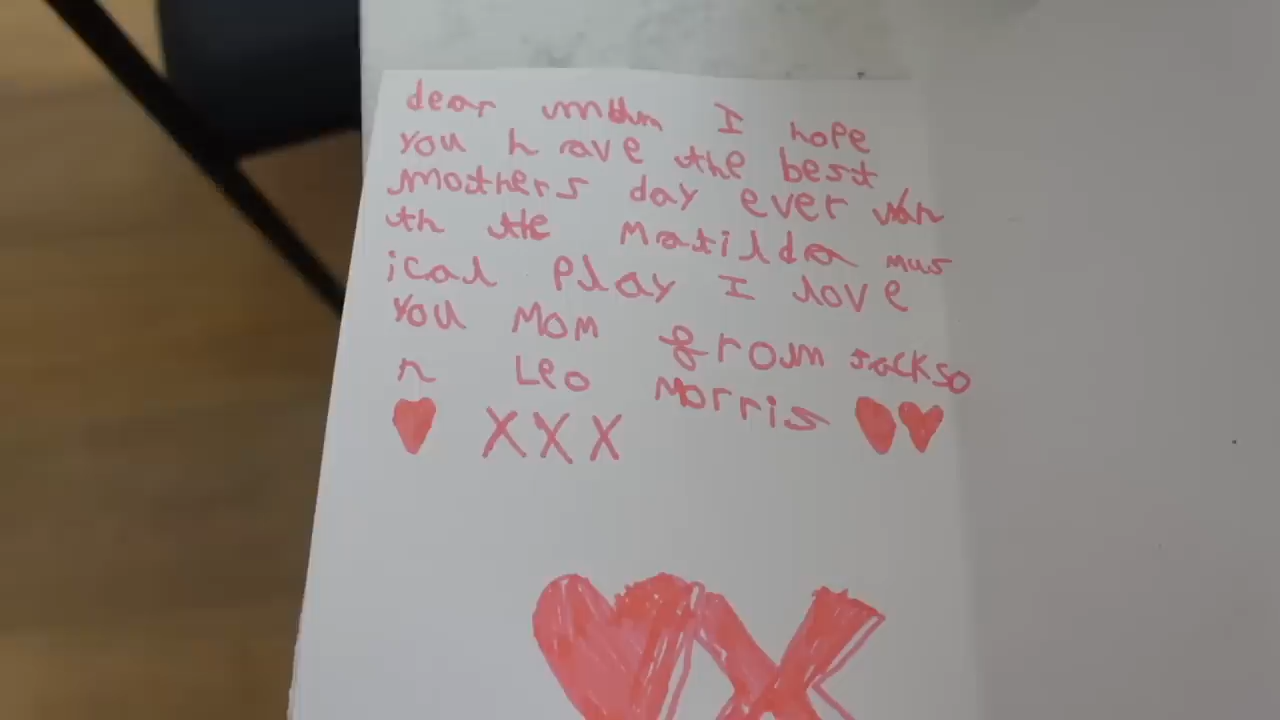 dear mum I hope
you have the best
mothers day ever
th the Matilda mus
ical play I love
you Mom from Jackso
n Leo Morris
X X X